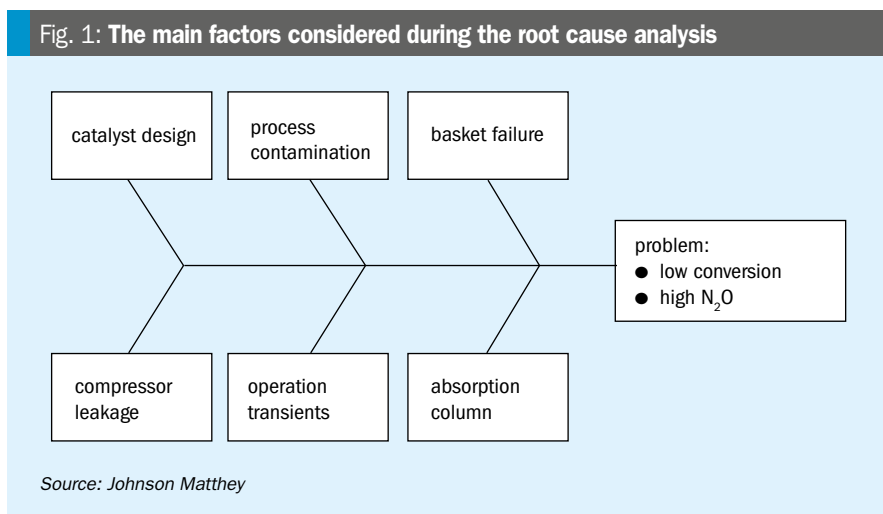 Fig. 1: The main factors considered during the root cause analysis
catalyst design
process
contamination
basket failure
problem:
● low conversion
● high N₂O
compressor
leakage
operation
transients
absorption
column
Source: Johnson Matthey